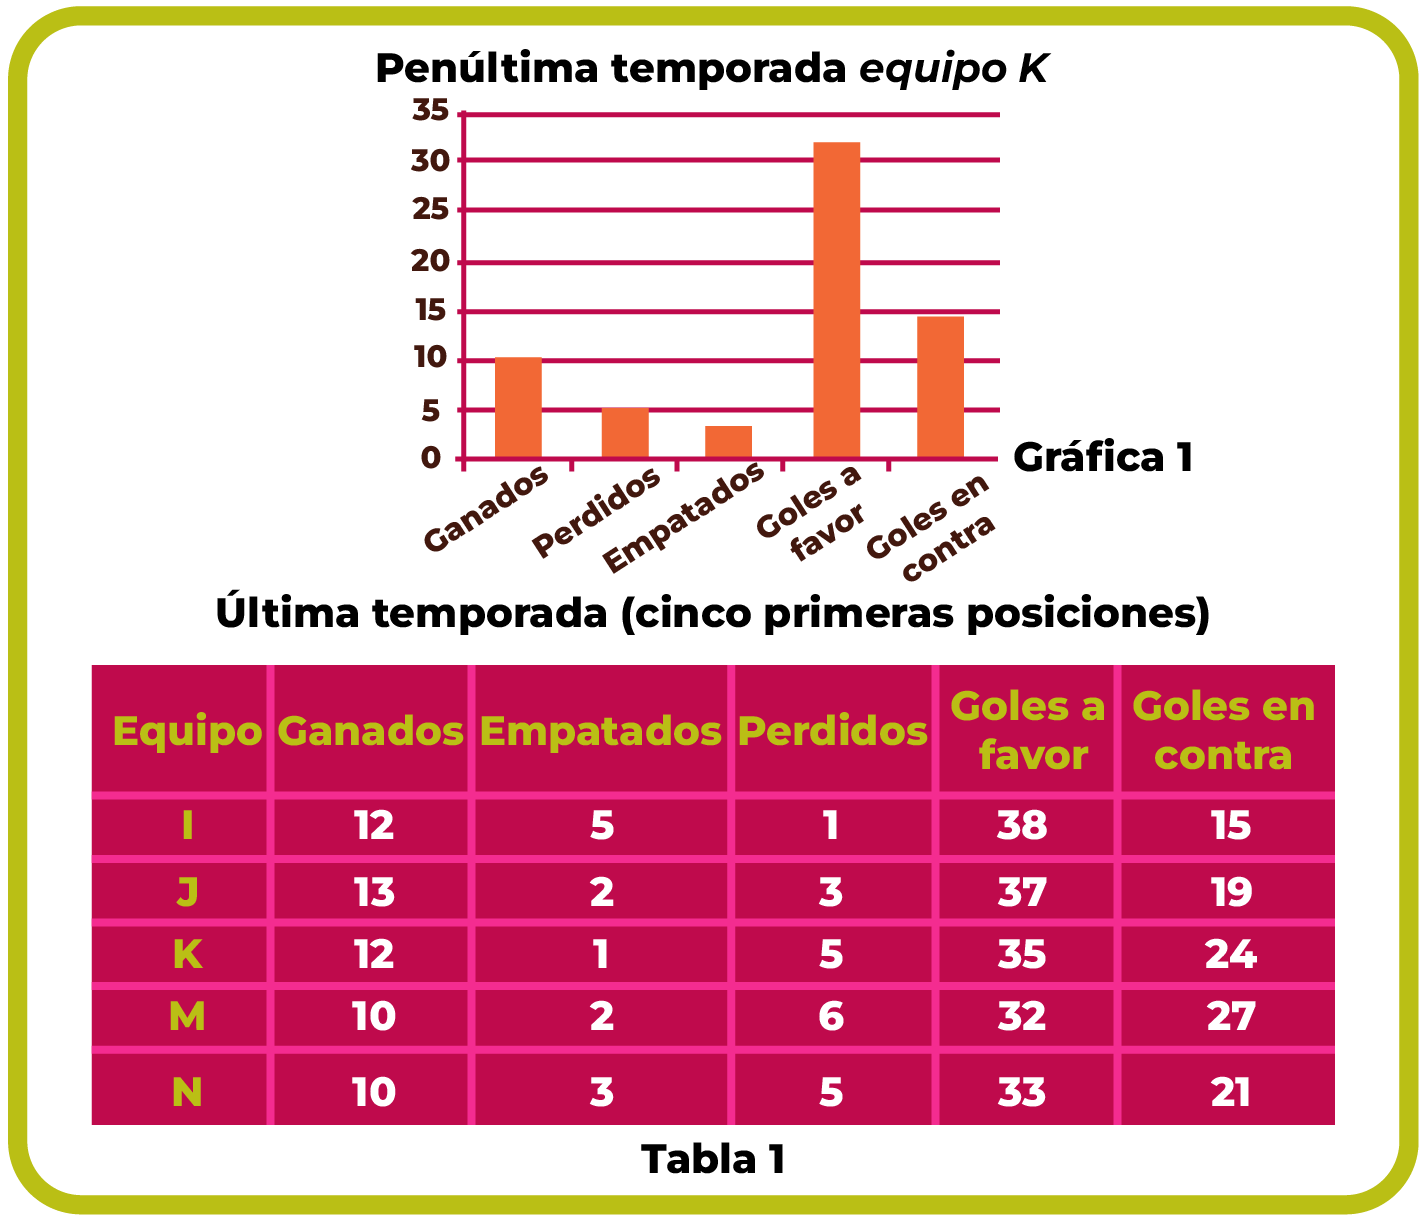 Penúltima temporada equipo K
35
30
25
20
15
10
5
0
Ganados
Perdidos
Empatados
Goles a
favor
Goles en
contra
Gráfica 1
Última temporada (cinco primeras posiciones)
Equipo Ganados Empatados Perdidos Goles a favor Goles en contra
I 12 5 1 38 15
J 13 2 3 37 19
K 12 1 5 35 24
M 10 2 6 32 27
N 10 3 5 33 21
Tabla 1